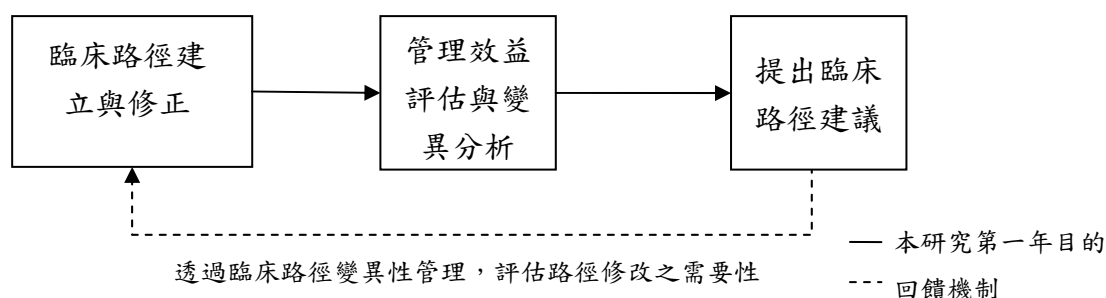 臨床路徑建
立與修正
管理效益
評估與變
異分析
提出臨床
路徑建議
透過臨床路徑變異性管理，評估路徑修改之需要性
本研究第一年目的
回饋機制